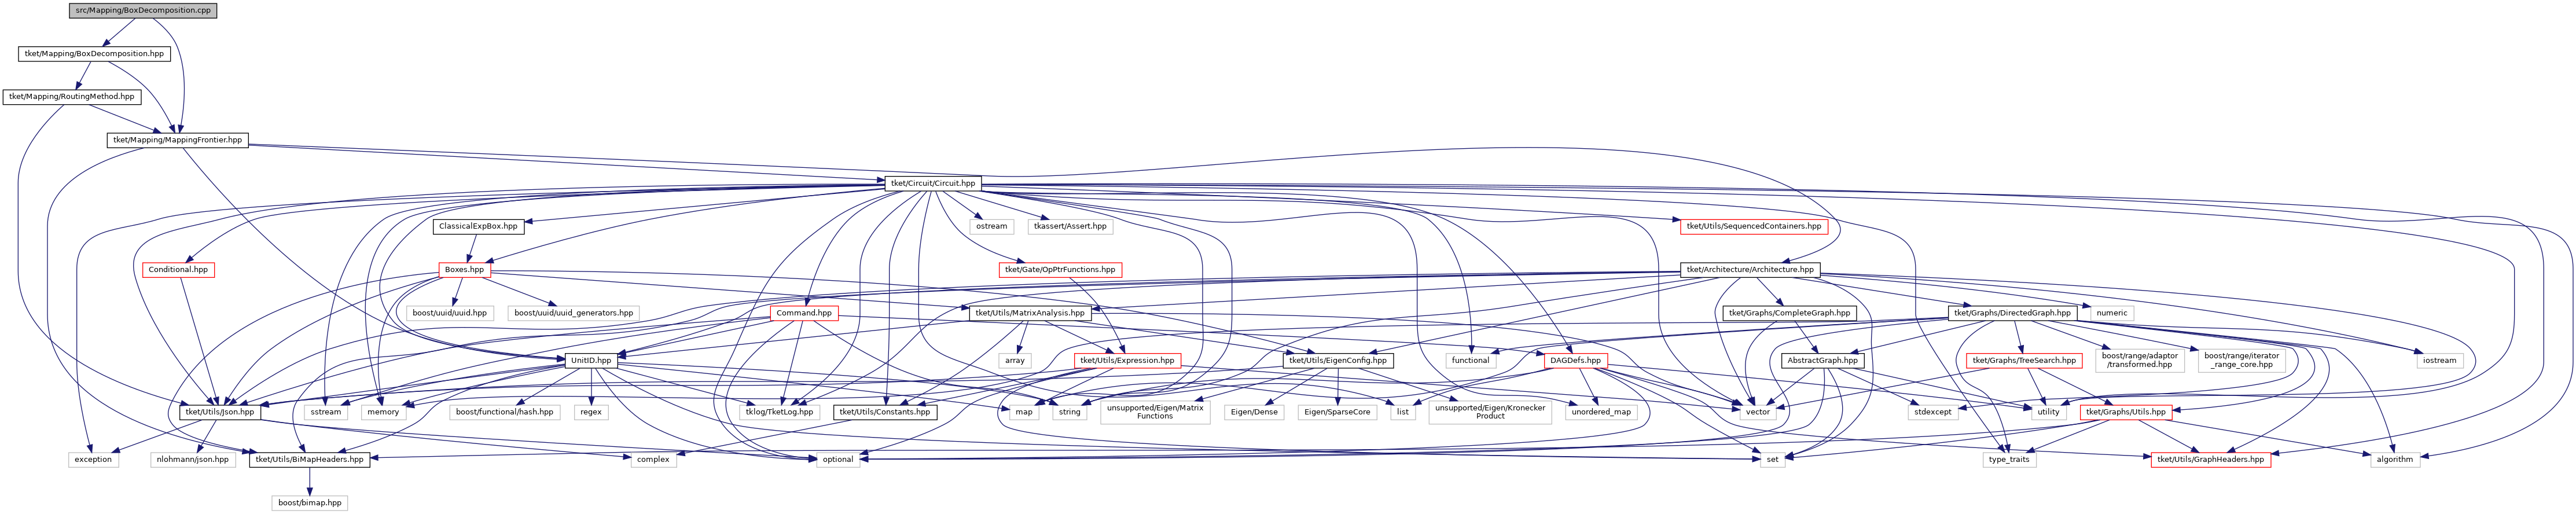 src/Mapping/BoxDecomposition.cpp
tket/Mapping/BoxDecomposition.hpp
tket/Mapping/RoutingMethod.hpp
tket/Mapping/MappingFrontier.hpp
tket/Circuit/Circuit.hpp
ClassicalExpBox.hpp
ostream
tkassert/Assert.hpp
tket/Utils/SequencedContainers.hpp
Conditional.hpp
Boxes.hpp
tket/Gate/OpPtrFunctions.hpp
tket/Architecture/Architecture.hpp
boost/uuid/uuid.hpp
boost/uuid/uuid_generators.hpp
Command.hpp
tket/Utils/MatrixAnalysis.hpp
tket/Graphs/CompleteGraph.hpp
tket/Graphs/DirectedGraph.hpp
numeric
UnitID.hpp
array
tket/Utils/Expression.hpp
tket/Utils/EigenConfig.hpp
functional
DAGDefs.hpp
AbstractGraph.hpp
tket/Graphs/TreeSearch.hpp
boost/range/adaptor
/transformed.hpp
boost/range/iterator
_range_core.hpp
iostream
tket/Utils/Json.hpp
sstream
memory
boost/functional/hash.hpp
regex
tklog/TketLog.hpp
tket/Utils/Constants.hpp
map
string
unsupported/Eigen/Matrix
Functions
Eigen/Dense
Eigen/SparseCore
list
unsupported/Eigen/Kronecker
Product
unordered_map
vector
stdexcept
utility
tket/Graphs/Utils.hpp
exception
nlohmann/json.hpp
tket/Utils/BiMapHeaders.hpp
complex
optional
set
type_traits
tket/Utils/GraphHeaders.hpp
algorithm
boost/bimap.hpp